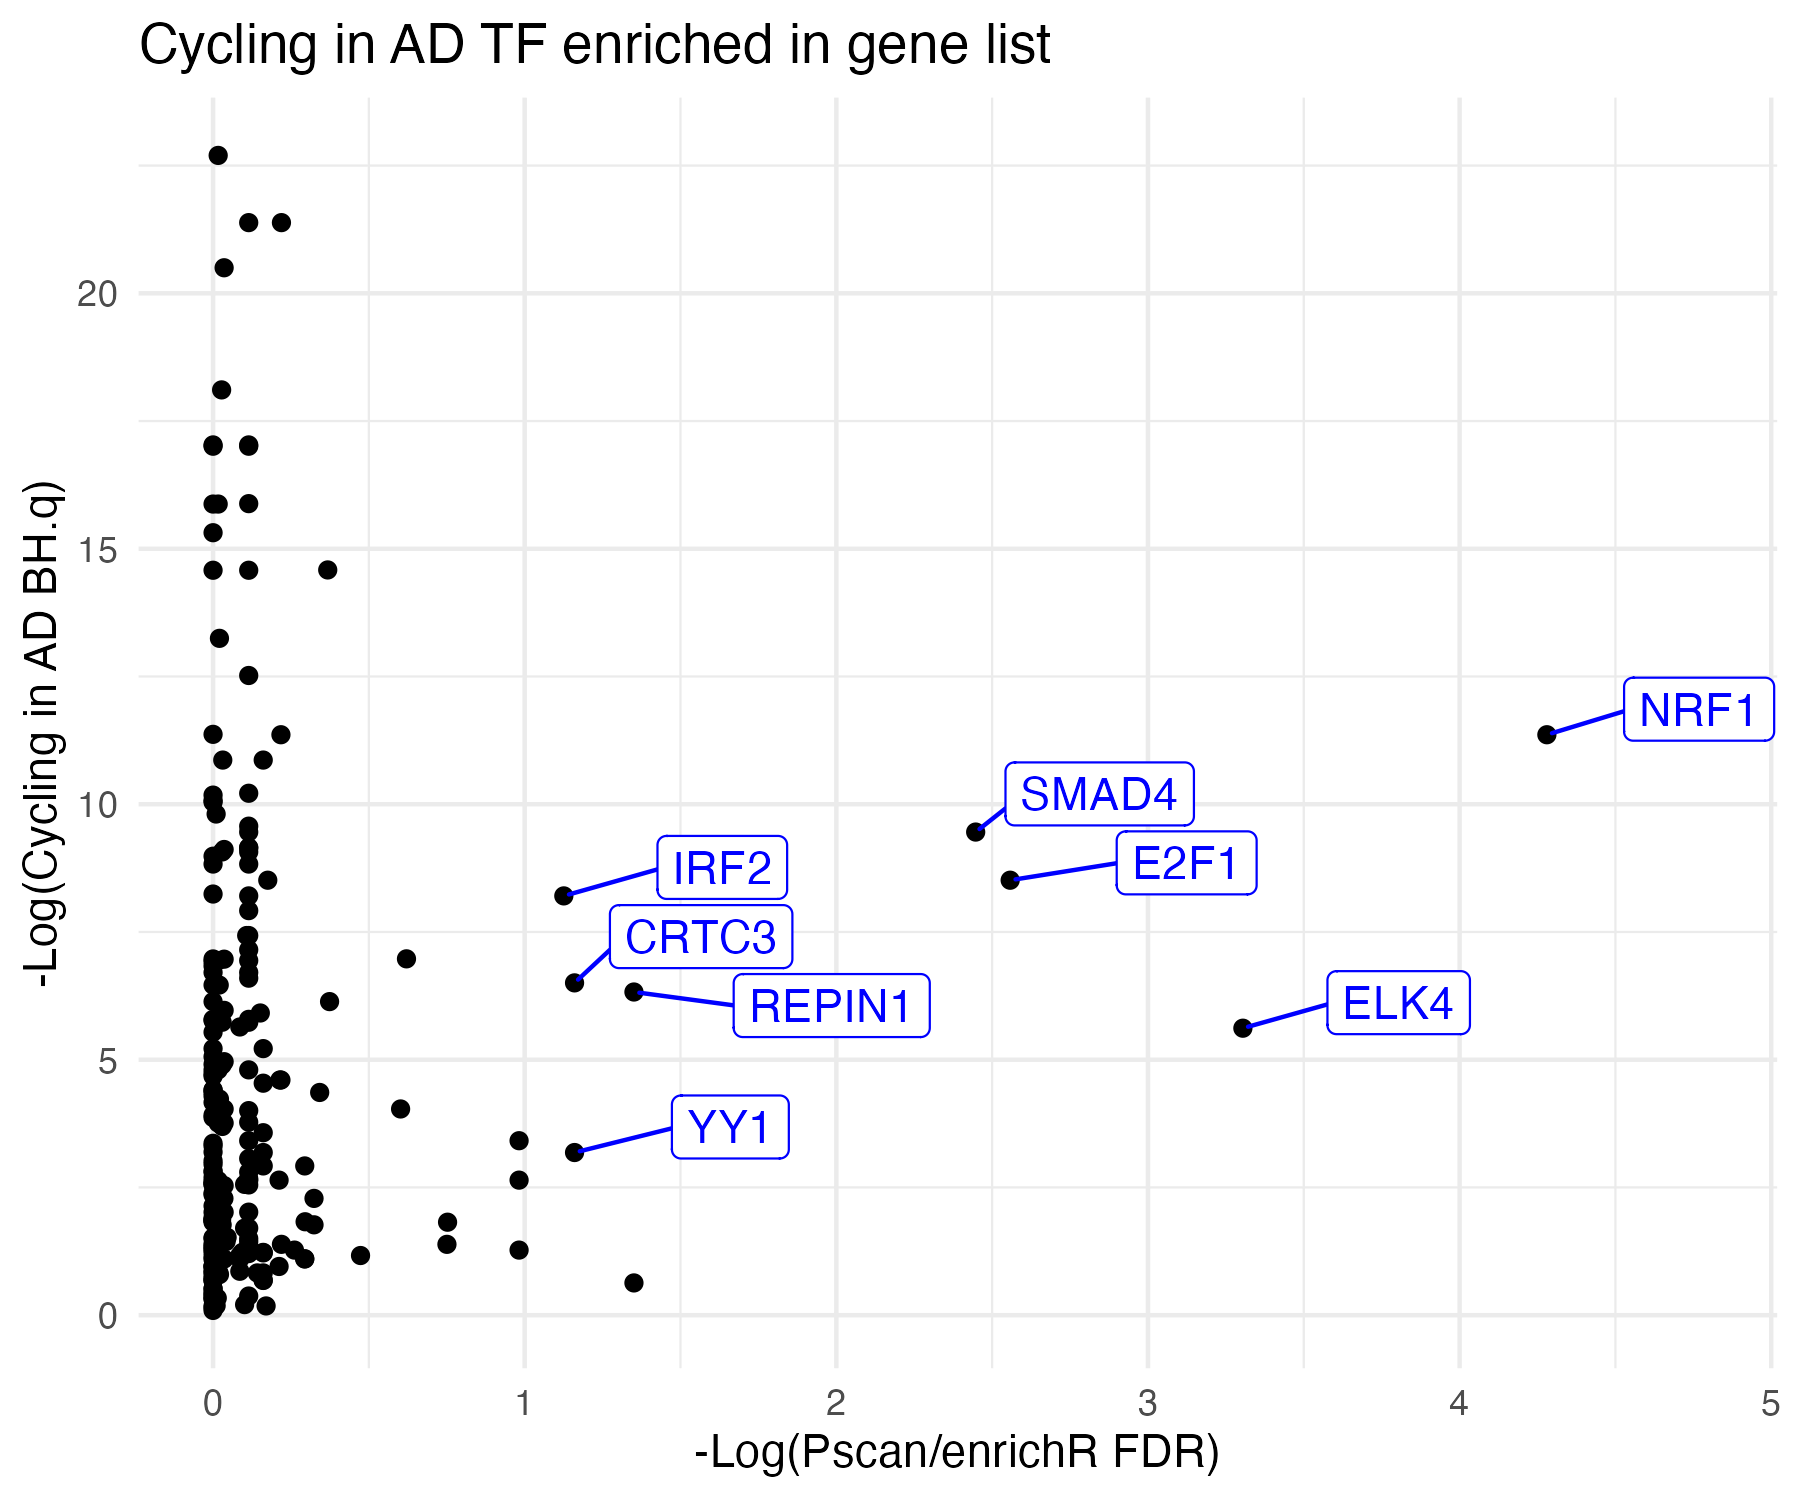 Cycling in AD TF enriched in gene list
-Log(Cycling in AD BH.q)
20
15
10
5
0
NRF1
SMAD4
E2F1
IRF2
CRTC3
REPIN1
ELK4
YY1
0 1 2 3 4 5
-Log(Pscan/enrichR FDR)